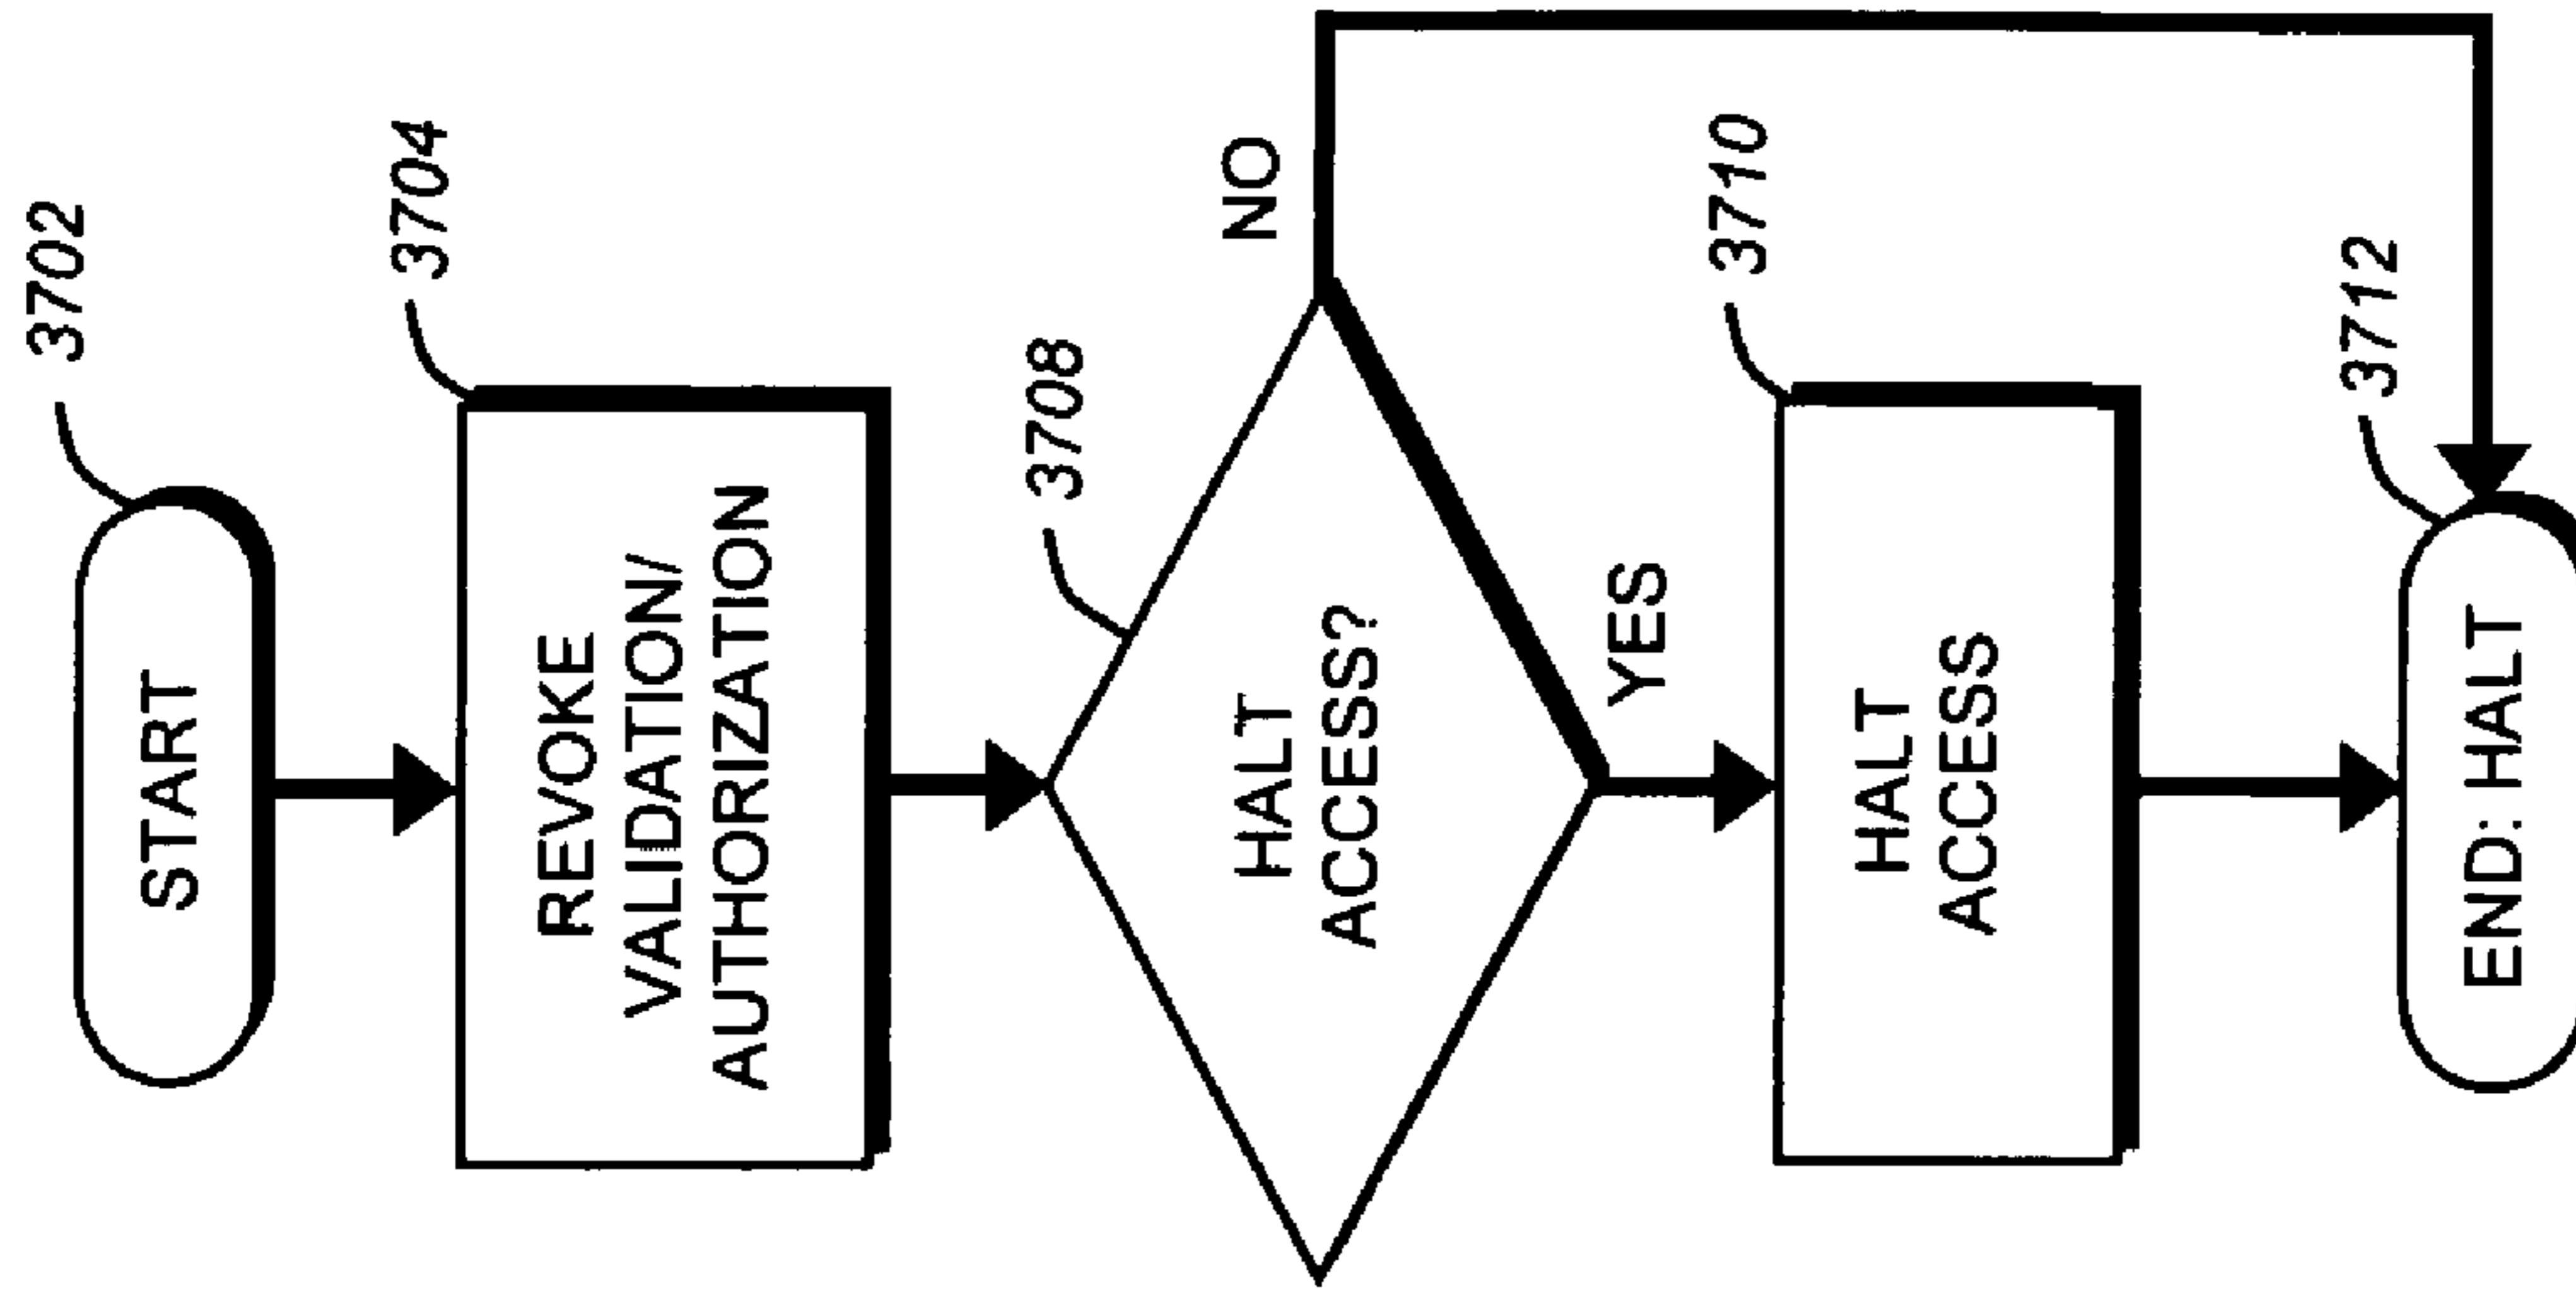 3702
START
3704
REVOKE
VALIDATION/
AUTHORIZATION
3708
HALT
ACCESS?
NO
YES
3710
HALT
ACCESS
3712
END: HALT